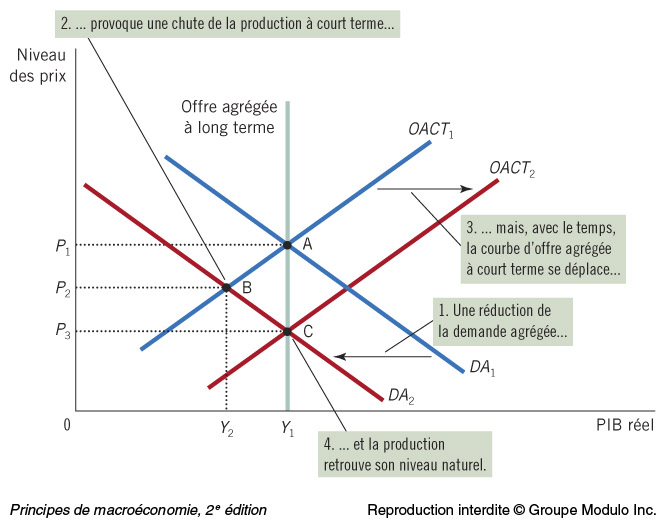 2. ... provoque une chute de la production à court terme...
Niveau
des prix
Offre agrégée
à long terme
OACT1
OACT2
3. ... mais, avec le temps,
la courbe d'offre agrégée
à court terme se déplace...
P1
A
P2
B
1. Une réduction de
la demande agrégée...
P3
C
DA1
DA2
0
Y2
Y1
PIB réel
4. ... et la production
retrouve son niveau naturel.
Principes de macroéconomie, 2e édition
Reproduction interdite © Groupe Modulo Inc.